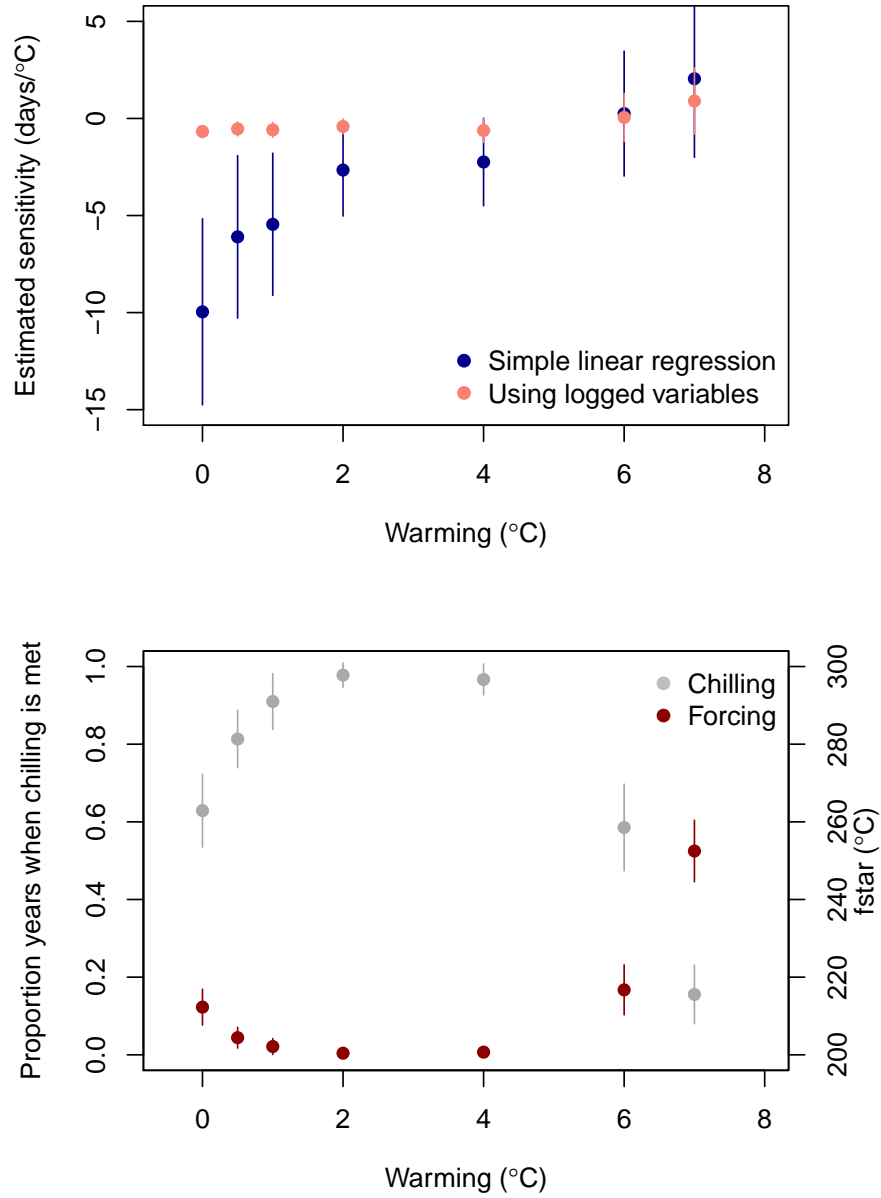 Estimated sensitivity (days/°C)
5
0
−5
−10
−15
Simple linear regression
Using logged variables
0 2 4 6 8
Warming (°C)
Proportion years when chilling is met
1.0
0.8
0.6
0.4
0.2
0.0
Chilling
Forcing
300
280
260
240
220
200
fstar (°C)
0 2 4 6 8
Warming (°C)